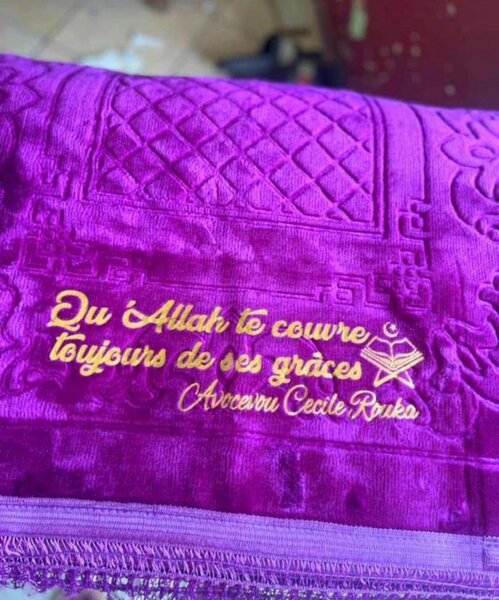 Qu 'Allah te couvre
toujours de ses grâces
Avocevou Cecile Rouka